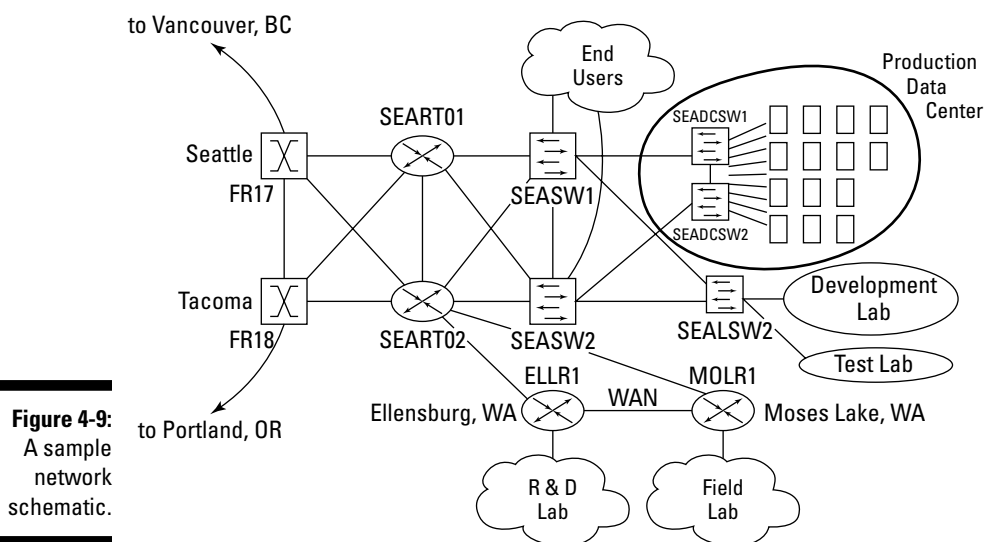 to Vancouver, BC
End
Users
Production
Data
Center
SEART01
SEADCSW1
Seattle
FR17
SEASW1
SEADCSW2
Tacoma
FR18
SEART02
SEASW2
SEALSW2
Development
Lab
Test Lab
ELLR1
MOLR1
WAN
Ellensburg, WA
Moses Lake, WA
to Portland, OR
R & D
Lab
Field
Lab
Figure 4-9:
A sample
network
schematic.